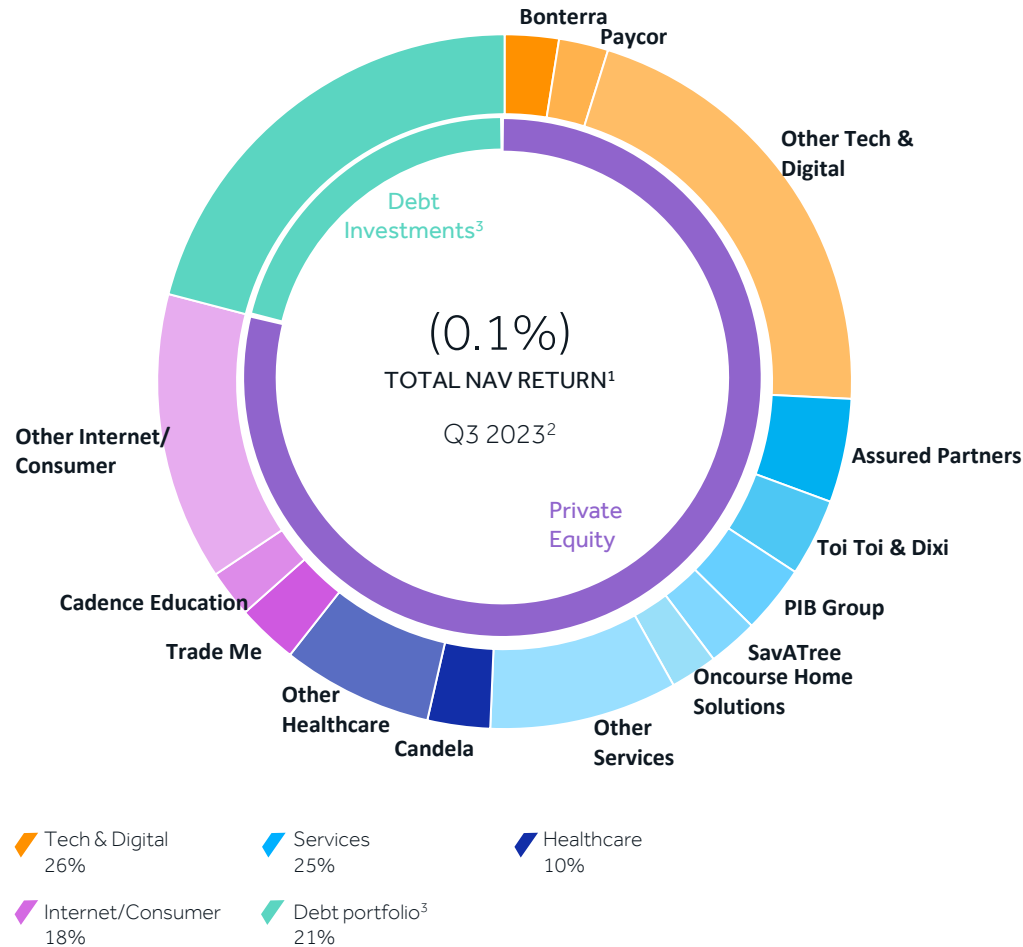 Bonterra
Paycor
Other Tech &
Digital
Debt
Investments³
(0.1%)
TOTAL NAV RETURN¹
Q3 2023²
Other Internet/
Consumer
Assured Partners
Private
Equity
Toi Toi & Dixi
Cadence Education
PIB Group
Trade Me
SavATree
Oncourse Home
Solutions
Other
Healthcare
Other
Services
Candela
Tech & Digital
26%
Services
25%
Healthcare
10%
Internet/Consumer
18%
Debt portfolio³
21%